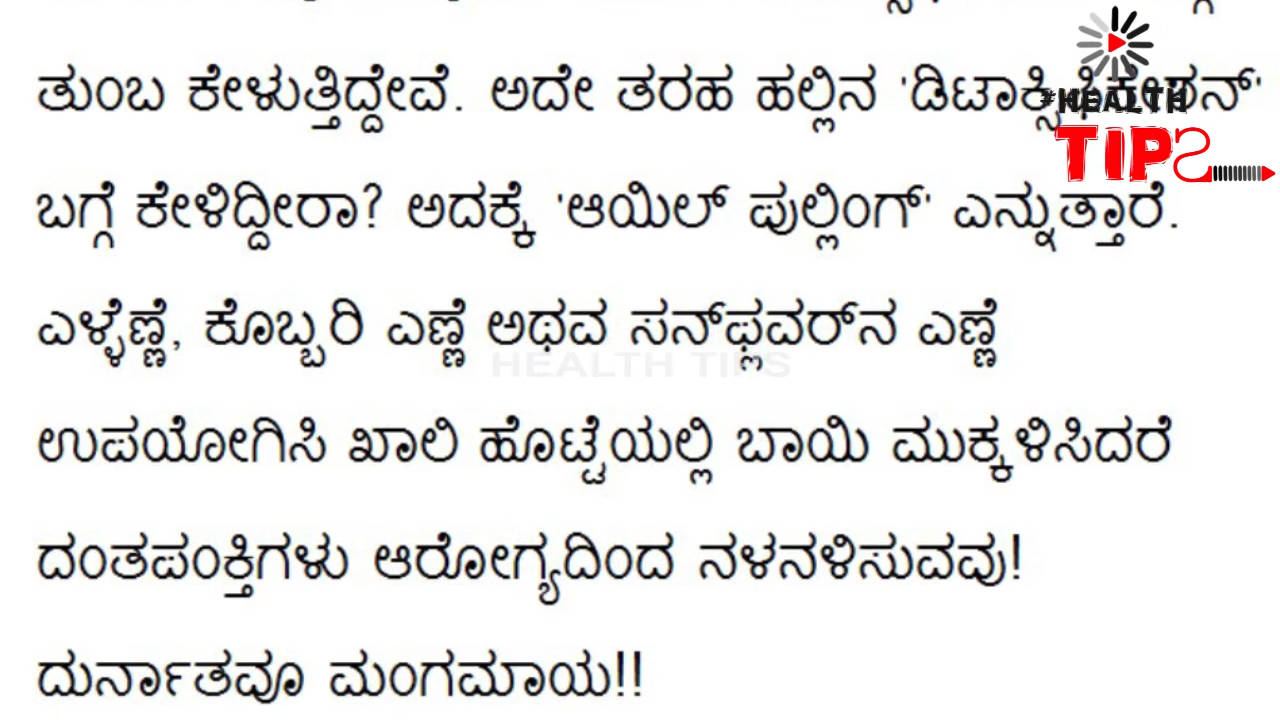 ತುಂಬ ಕೇಳುತ್ತಿದ್ದೇವೆ. ಅದೇ ತರಹ ಹಲ್ಲಿನ 'ಡಿಟಾಕ್ಸಿಫಿಕೇಶನ್'
#HEALTH
TIPS
ಬಗ್ಗೆ ಕೇಳಿದ್ದೀರಾ? ಅದಕ್ಕೆ 'ಆಯಿಲ್ ಪುಲ್ಲಿಂಗ್' ಎನ್ನುತ್ತಾರೆ.
ಎಳ್ಳೆಣ್ಣೆ, ಕೊಬ್ಬರಿ ಎಣ್ಣೆ ಅಥವ ಸನ್‌ಫ್ಲವರ್‌ನ ಎಣ್ಣೆ
HEALTH TIPS
ಉಪಯೋಗಿಸಿ ಖಾಲಿ ಹೊಟ್ಟೆಯಲ್ಲಿ ಬಾಯಿ ಮುಕ್ಕಳಿಸಿದರೆ
ದಂತಪಂಕ್ತಿಗಳು ಆರೋಗ್ಯದಿಂದ ನಳನಳಿಸುವವು!
ದುರ್ನಾತವೂ ಮಂಗಮಾಯ!!